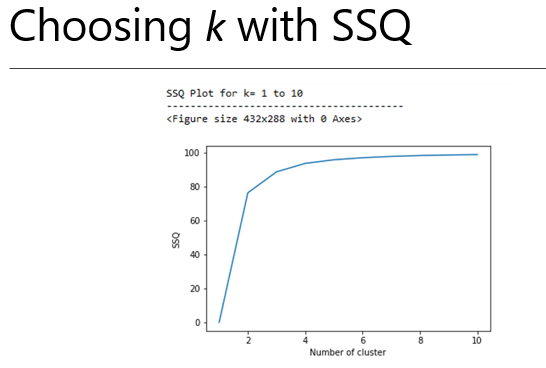 Choosing k with SSQ
SSQ Plot for k= 1 to 10
----------------------------------------
<Figure size 432x288 with 0 Axes>
100
80
60
40
20
0
SSQ
2 4 6 8 10
Number of cluster